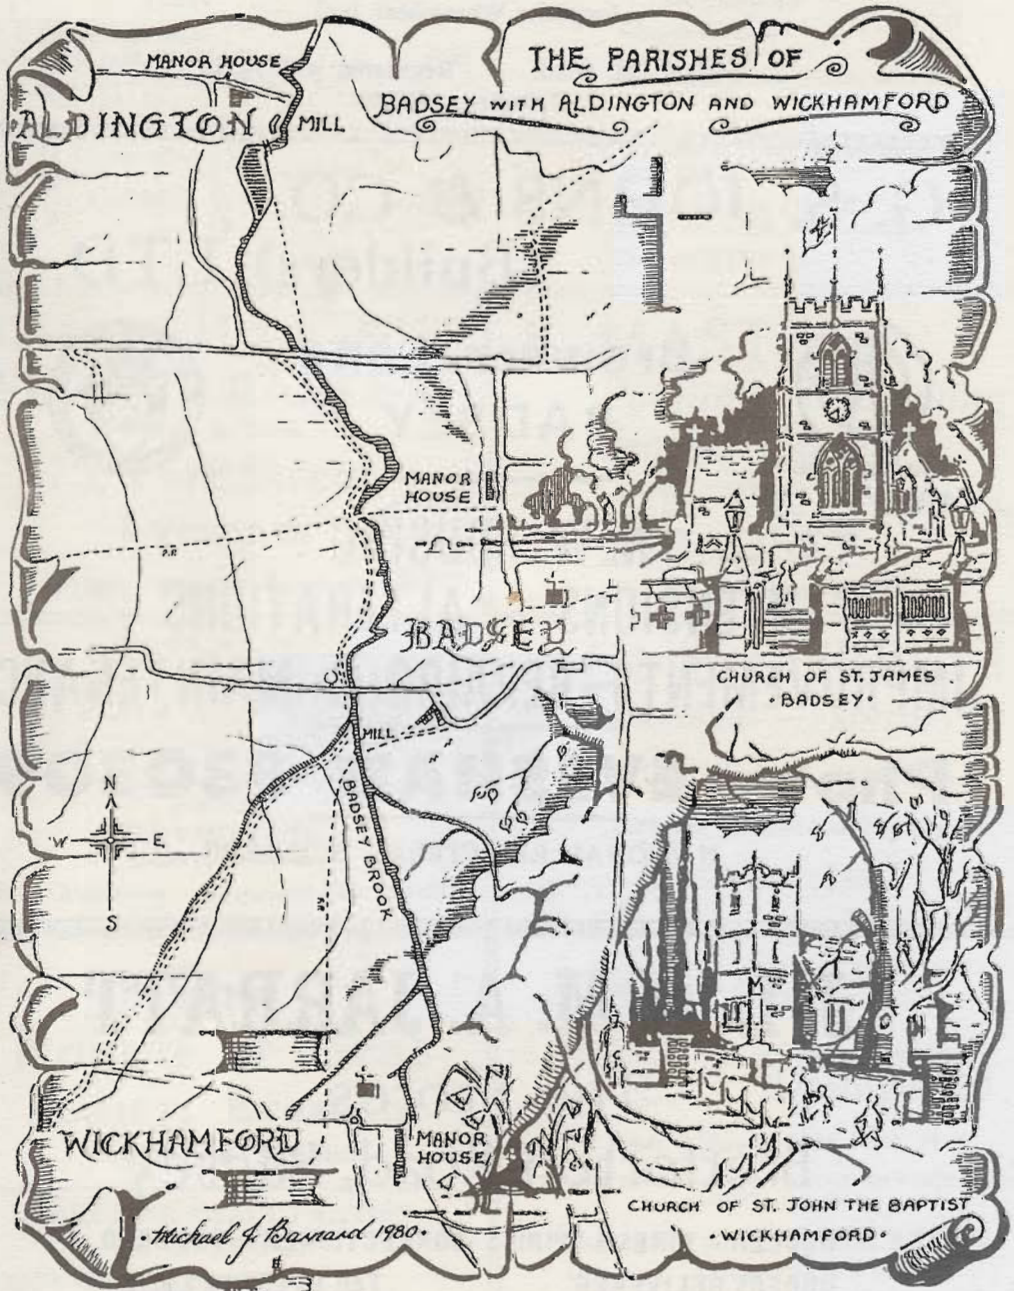 THE PARISHES OF
BADSEY WITH ALDINGTON AND WICKHAMFORD
MANOR HOUSE
ALDINGTON
MILL
MANOR
HOUSE
P.P.
BADSEY
CHURCH OF ST. JAMES
·BADSEY·
MILL
BADSEY BROOK
N
W
E
S
WICKHAMFORD
MANOR
HOUSE
CHURCH OF ST. JOHN THE BAPTIST
·WICKHAMFORD·
·Michael J. Barnard 1980·